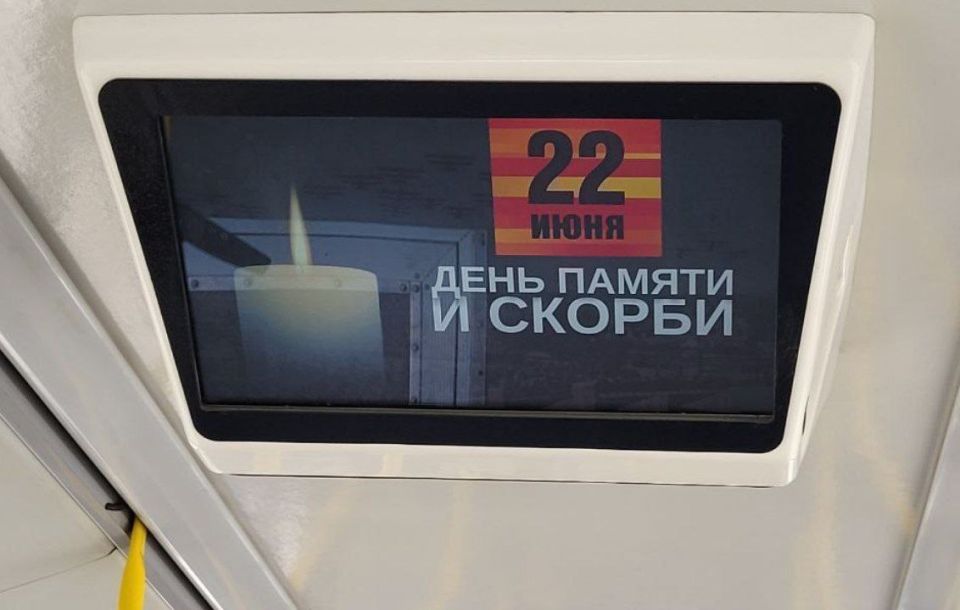 22
ИЮНЯ
ДЕНЬ ПАМЯТИ
И СКОРБИ